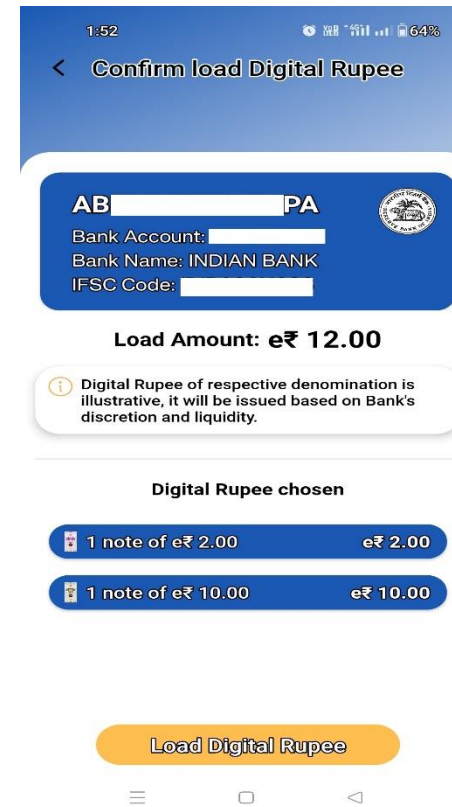 1:52 64%
Confirm load Digital Rupee
AB PA
Bank Account:
Bank Name: INDIAN BANK
IFSC Code:
Load Amount: e₹ 12.00
Digital Rupee of respective denomination is
illustrative, it will be issued based on Bank's
discretion and liquidity.
Digital Rupee chosen
1 note of e₹ 2.00 e₹ 2.00
1 note of e₹ 10.00 e₹ 10.00
Load Digital Rupee